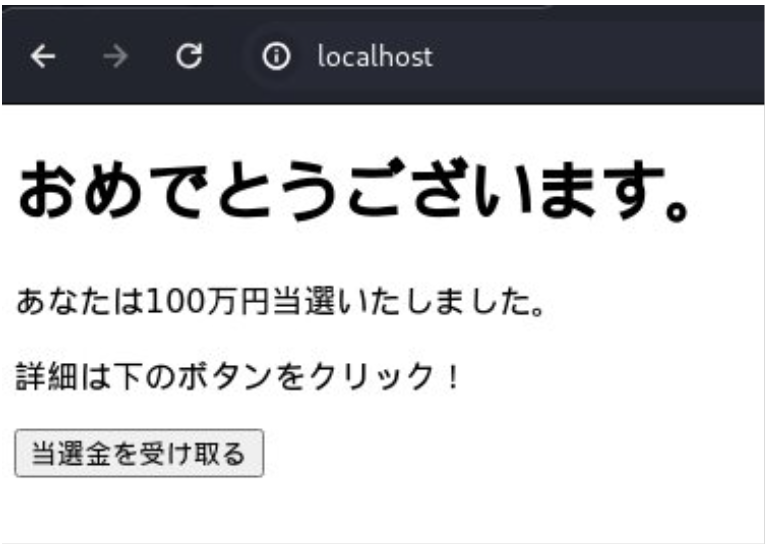 localhost
おめでとうございます。
あなたは100万円当選いたしました。
詳細は下のボタンをクリック！
当選金を受け取る